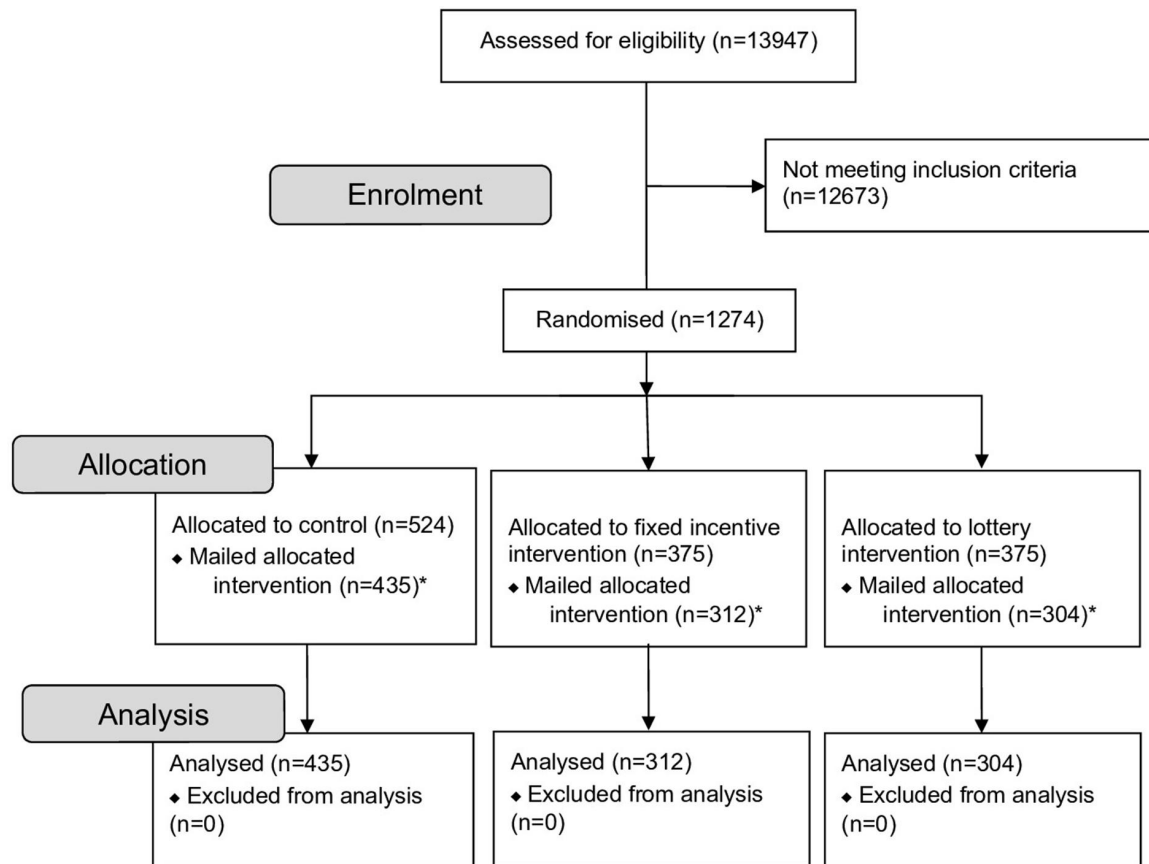 Assessed for eligibility (n=13947)
Enrolment
Not meeting inclusion criteria
(n=12673)
Randomised (n=1274)
Allocation
Allocated to control (n=524)
◆ Mailed allocated
intervention (n=435)*
Allocated to fixed incentive
intervention (n=375)
◆ Mailed allocated
intervention (n=312)*
Allocated to lottery
intervention (n=375)
◆ Mailed allocated
intervention (n=304)*
Analysis
Analysed (n=435)
◆ Excluded from analysis
(n=0)
Analysed (n=312)
◆ Excluded from analysis
(n=0)
Analysed (n=304)
◆ Excluded from analysis
(n=0)